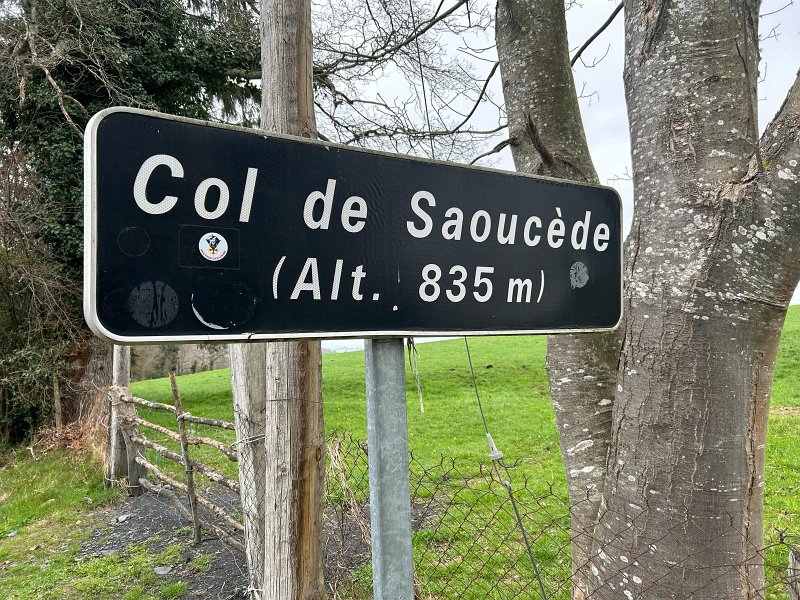 Col de Saoucède
(Alt. 835 m)